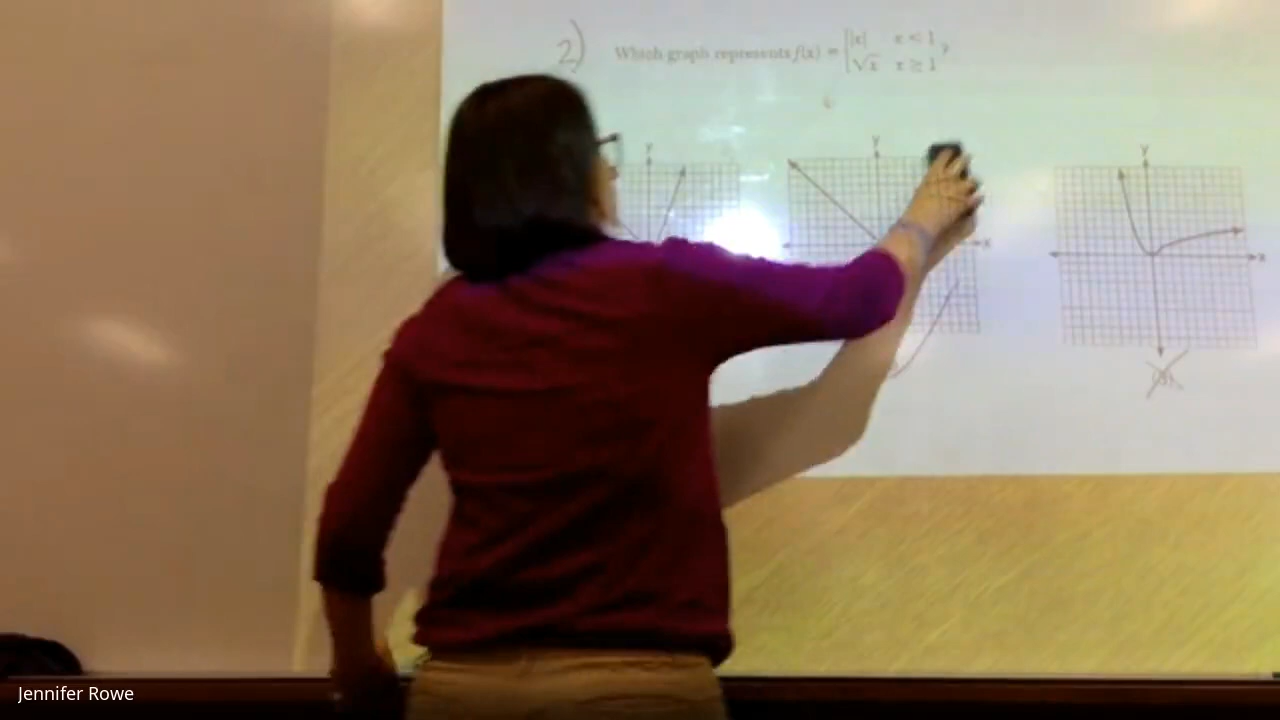 2) Which graph represents f(x) = { |x| x < 1
√x x ≥ 1 ?
y
y
x
y
x
Jennifer Rowe